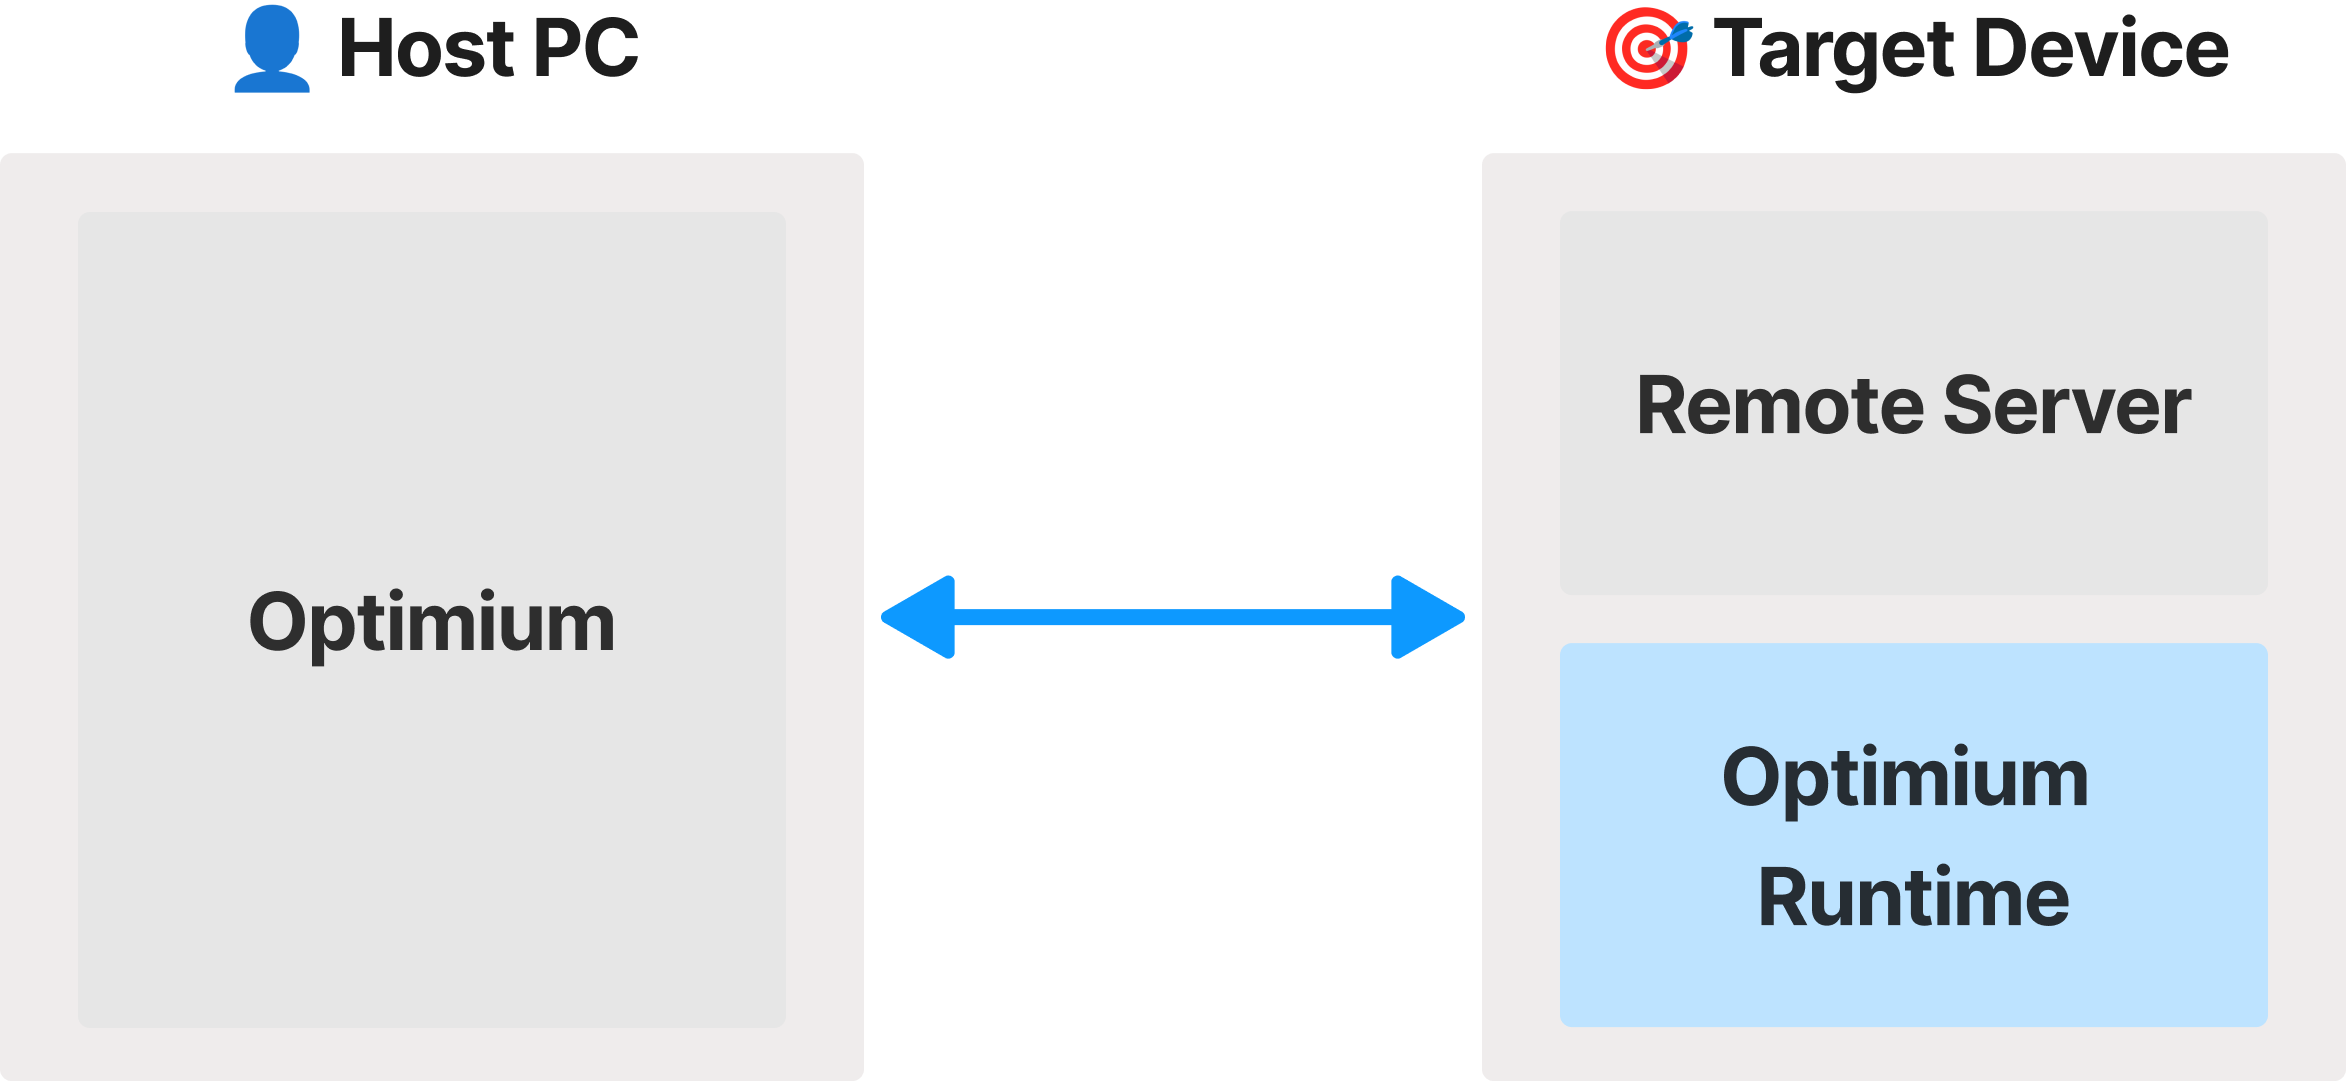 Host PC
Target Device
Optimium
Remote Server
Optimium
Runtime